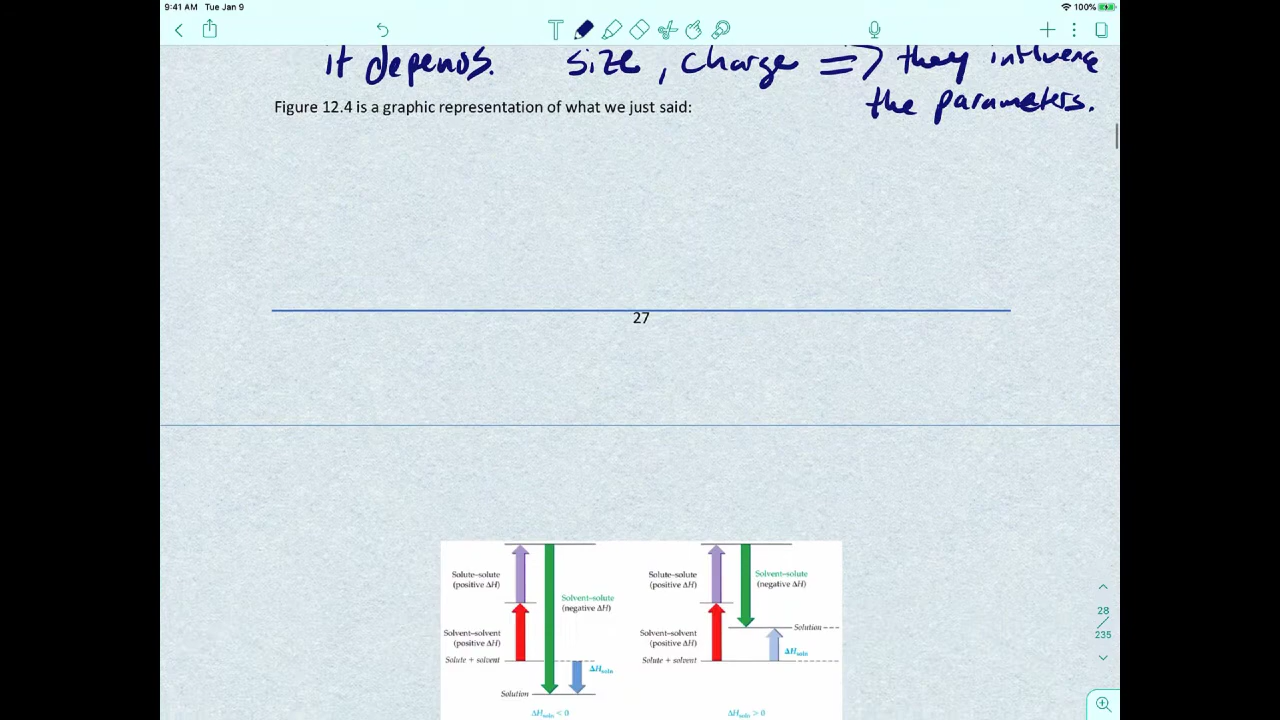 9:41 AM Tue Jan 9
100%
it depends. size, charge => they influence
the parameters.
Figure 12.4 is a graphic representation of what we just said:
27
28
/
235
Solute–solute
(positive ΔH)
Solvent–solute
(negative ΔH)
Solvent–solvent
(positive ΔH)
Solute + solvent
ΔHsoln
Solution
ΔHsoln < 0
Solute–solute
(positive ΔH)
Solvent–solute
(negative ΔH)
Solution
Solvent–solvent
(positive ΔH)
ΔHsoln
Solute + solvent
ΔHsoln > 0